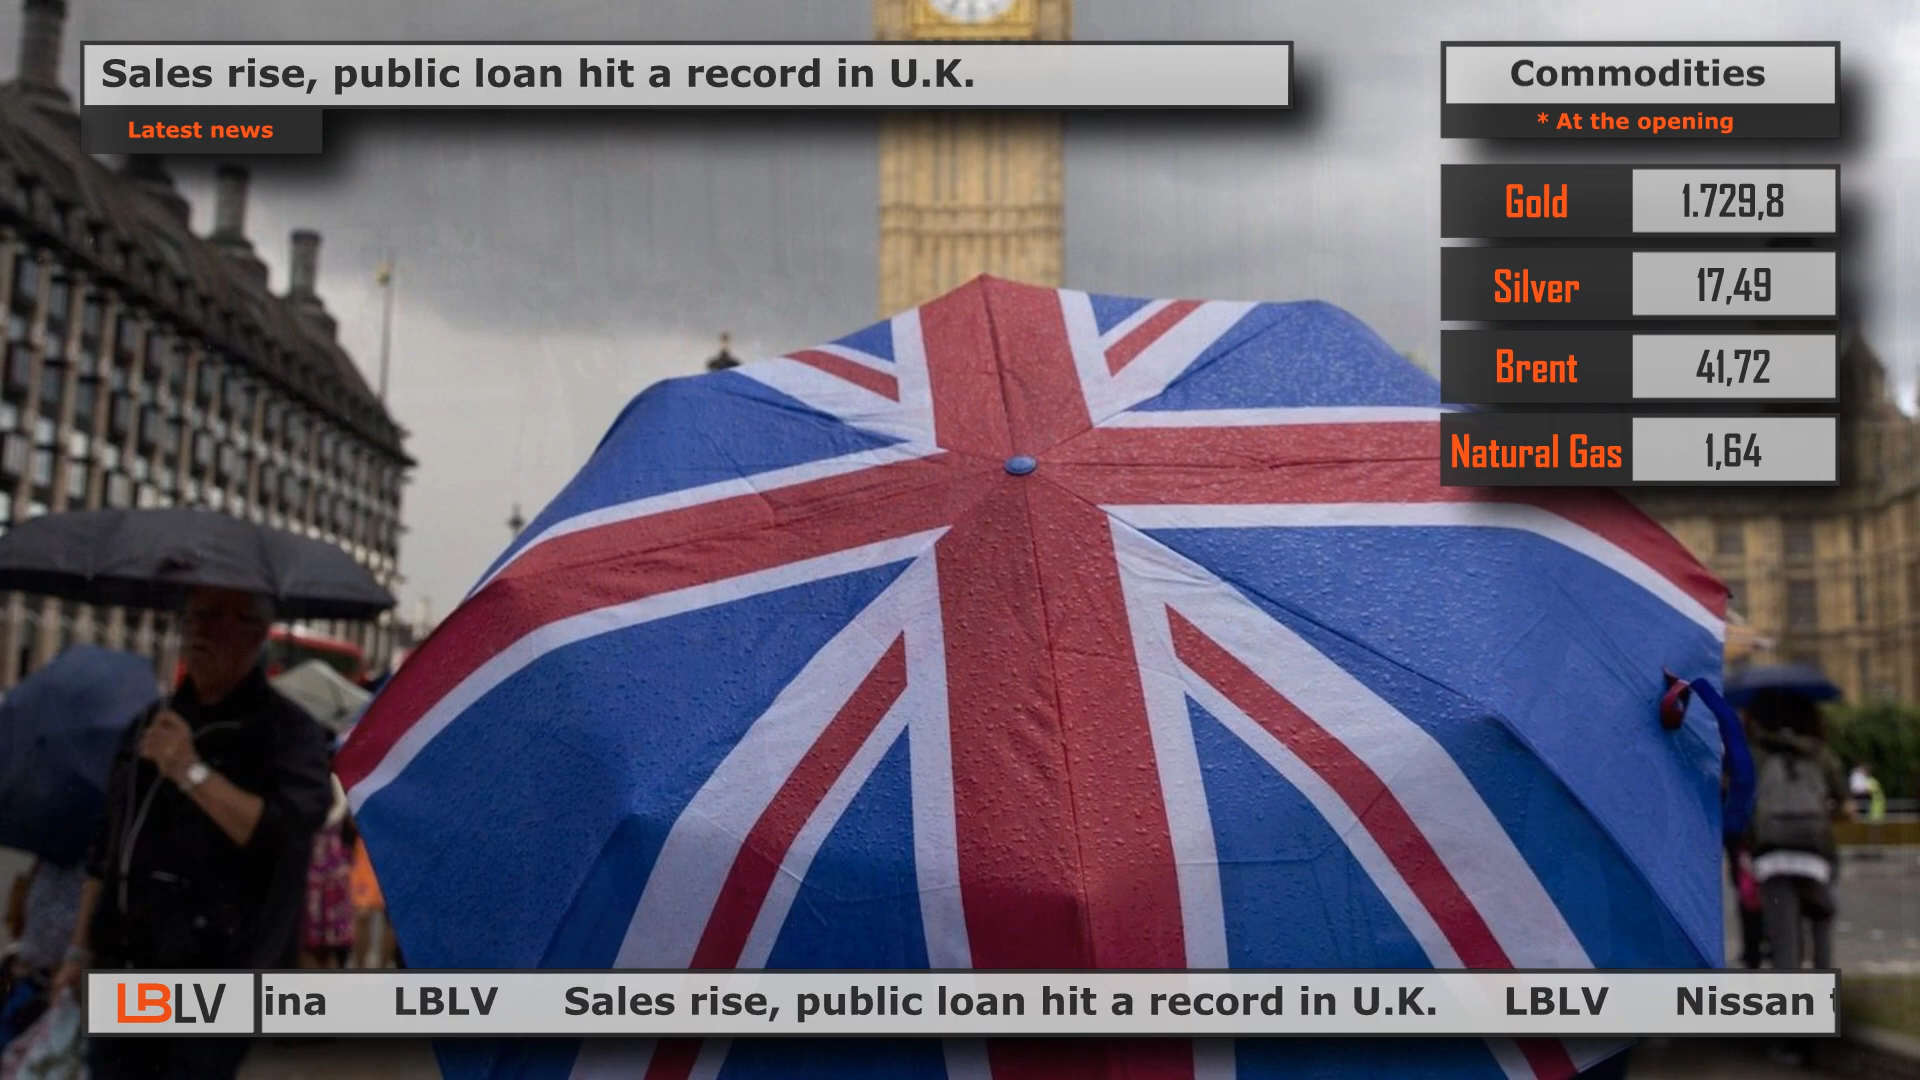 Sales rise, public loan hit a record in U.K.
Latest news
Commodities
* At the opening
Gold 1.729,8
Silver 17,49
Brent 41,72
Natural Gas 1,64
LBLV ina LBLV Sales rise, public loan hit a record in U.K. LBLV Nissan